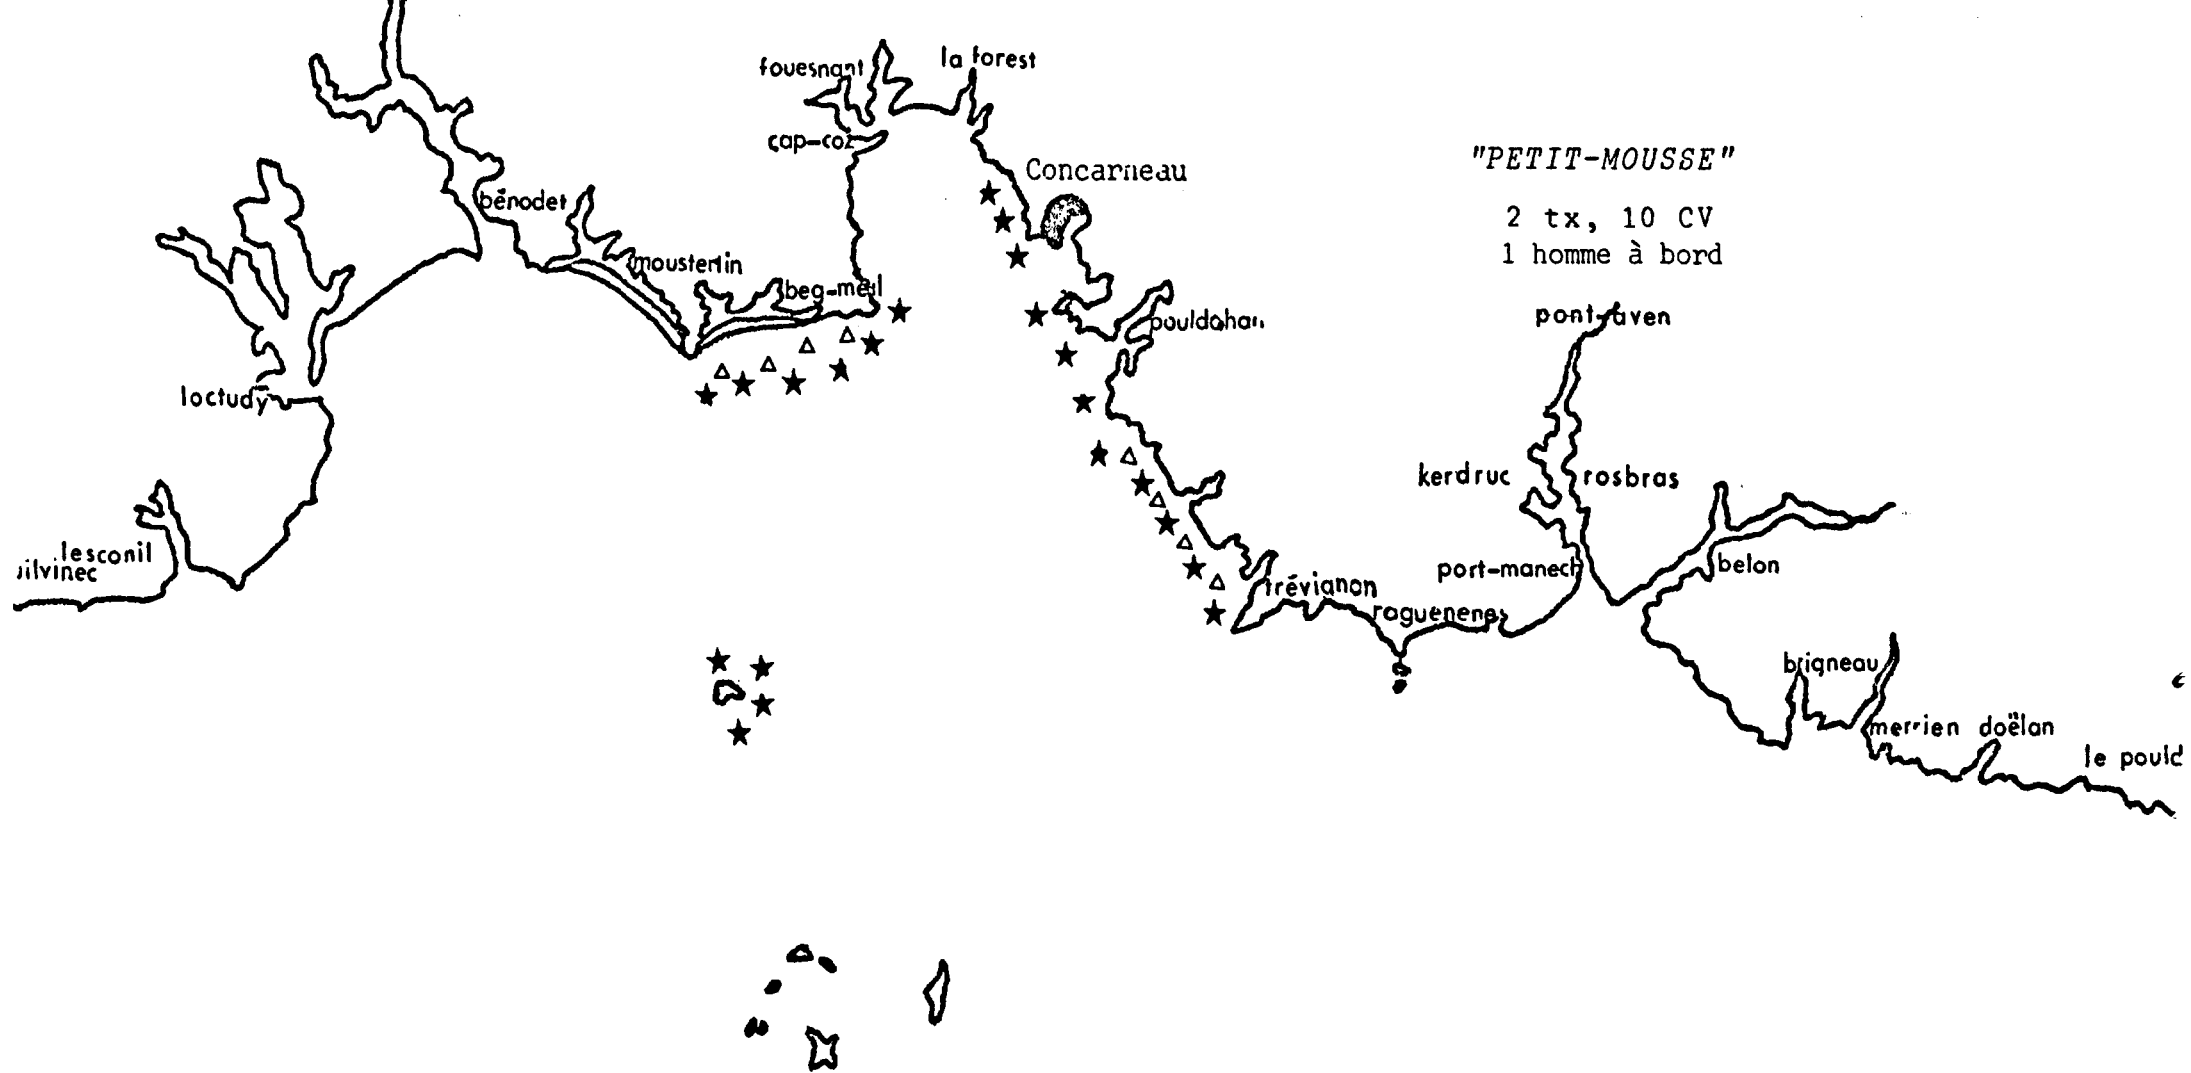 fouesnant
la forest
cap-coz
Concarneau
"PETIT-MOUSSE"
2 tx, 10 CV
1 homme à bord
bénodet
mousterlin
beg-meil
pouldohan
pont-aven
loctudy
kerdruc
rosbras
lesconil
port-manech
belon
trévignon
raguenenes
brigneau
merrien
doëlan
le pould